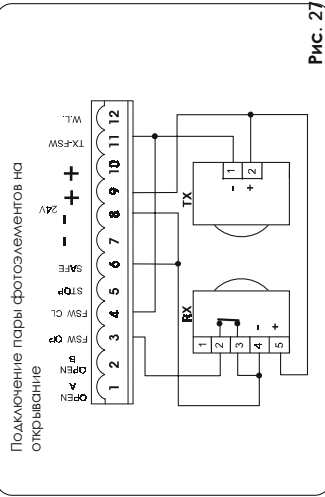 Подключение пары фотоэлементов на
открывание
OPEN A
OPEN B
FSW OP
FSW CL
STOP
SAFE
-
-
24V
+
+
TX-FSW
W.L.
1 2 3 4 5 6 7 8 9 10 11 12
RX
1 2 3 4 5
-
+
TX
1 2
-
+
Рис. 27